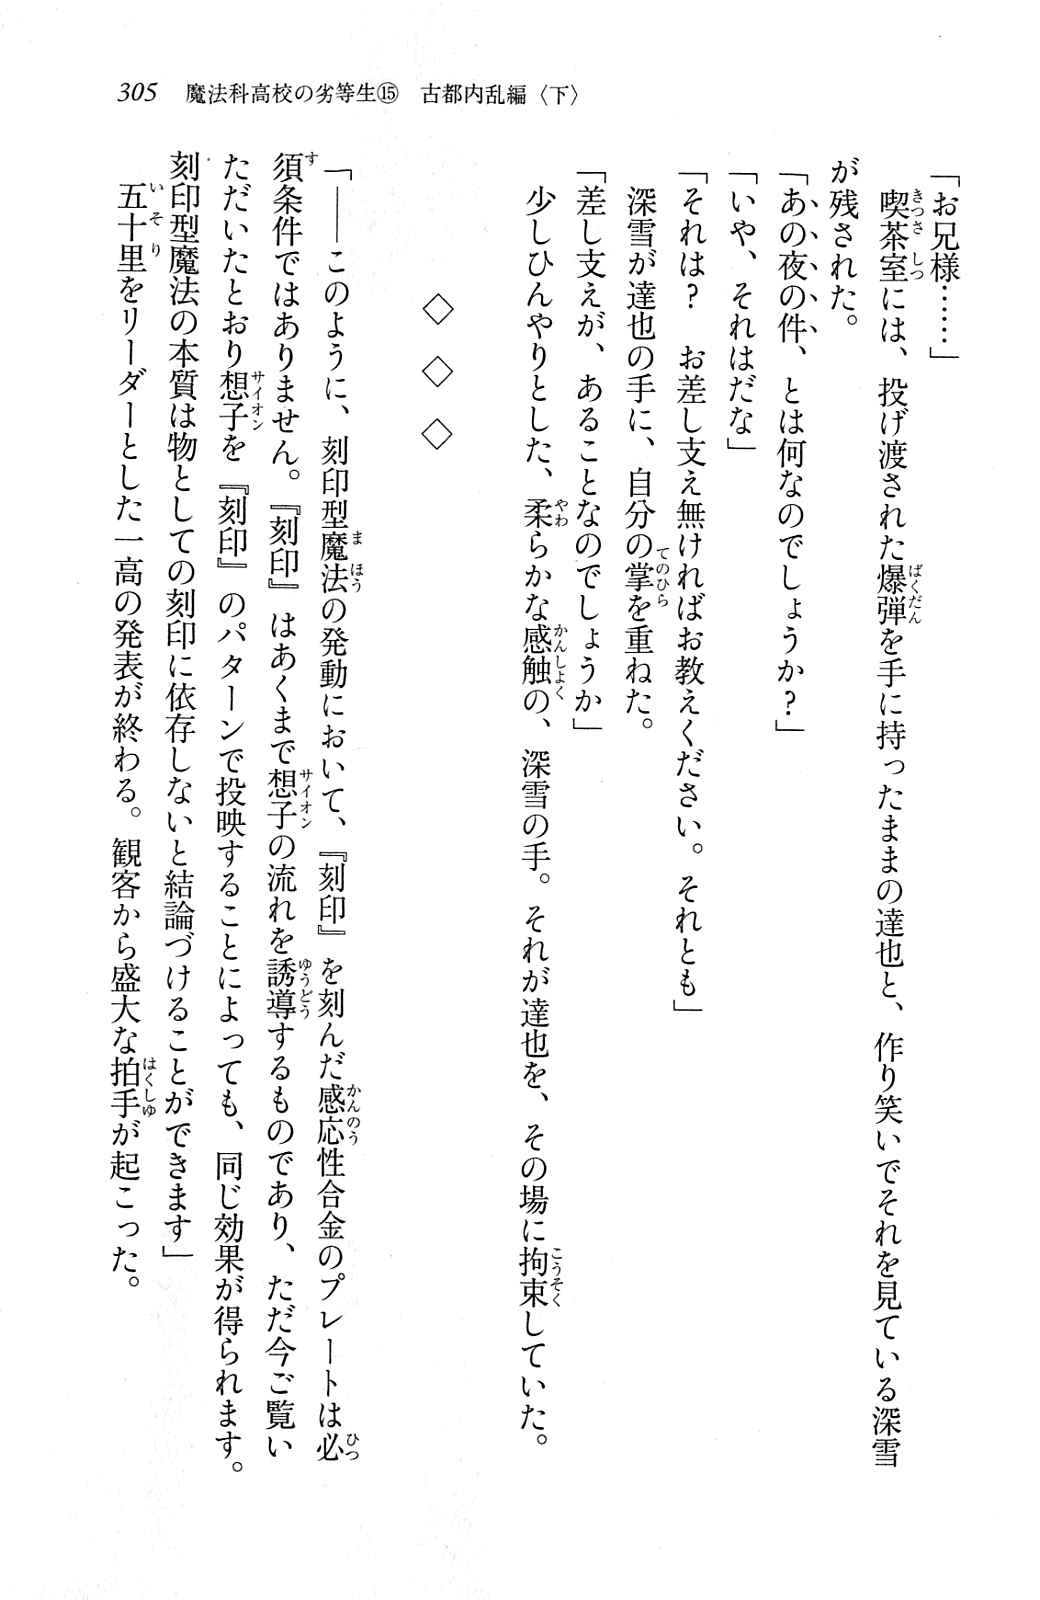 305 魔法科高校の劣等生⑮ 古都内乱編〈下〉
「お兄様……」
喫茶室には、投げ渡された爆弾を手に持ったままの達也と、作り笑いでそれを見ている深雪
が残された。
「あの夜の件、とは何なのでしょうか?」
「いや、それはだな」
「それは? お差し支え無ければお教えください。それとも」
深雪が達也の手に、自分の掌を重ねた。
「差し支えが、あることなのでしょうか」
少しひんやりとした、柔らかな感触の、深雪の手。それが達也を、その場に拘束していた。
◇ ◇ ◇
「――このように、刻印型魔法の発動において、『刻印』を刻んだ感応性合金のプレートは必
須条件ではありません。『刻印』はあくまで想子の流れを誘導するものであり、ただ今ご覧い
ただいたとおり想子を『刻印』のパターンで投映することによっても、同じ効果が得られます。
刻印型魔法の本質は物としての刻印に依存しないと結論づけることができます」
五十里をリーダーとした一高の発表が終わる。観客から盛大な拍手が起こった。